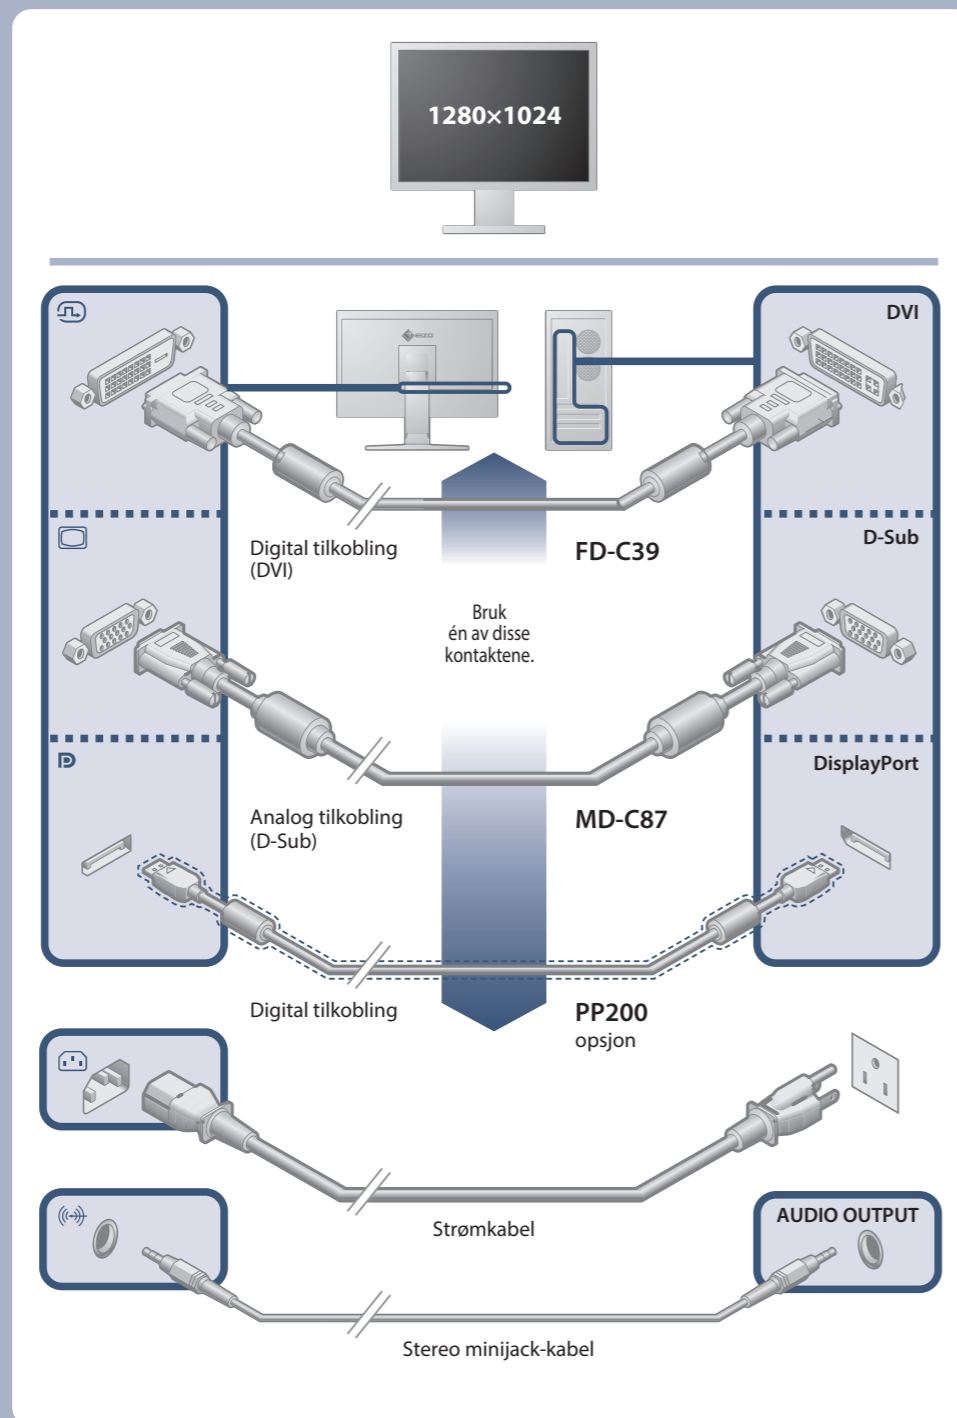 1280×1024
EIZO
DVI
Digital tilkobling
(DVI)
FD-C39
D-Sub
Bruk
én av disse
kontaktene.
DisplayPort
Analog tilkobling
(D-Sub)
MD-C87
Digital tilkobling
PP200
opsjon
Strømkabel
AUDIO OUTPUT
Stereo minijack-kabel